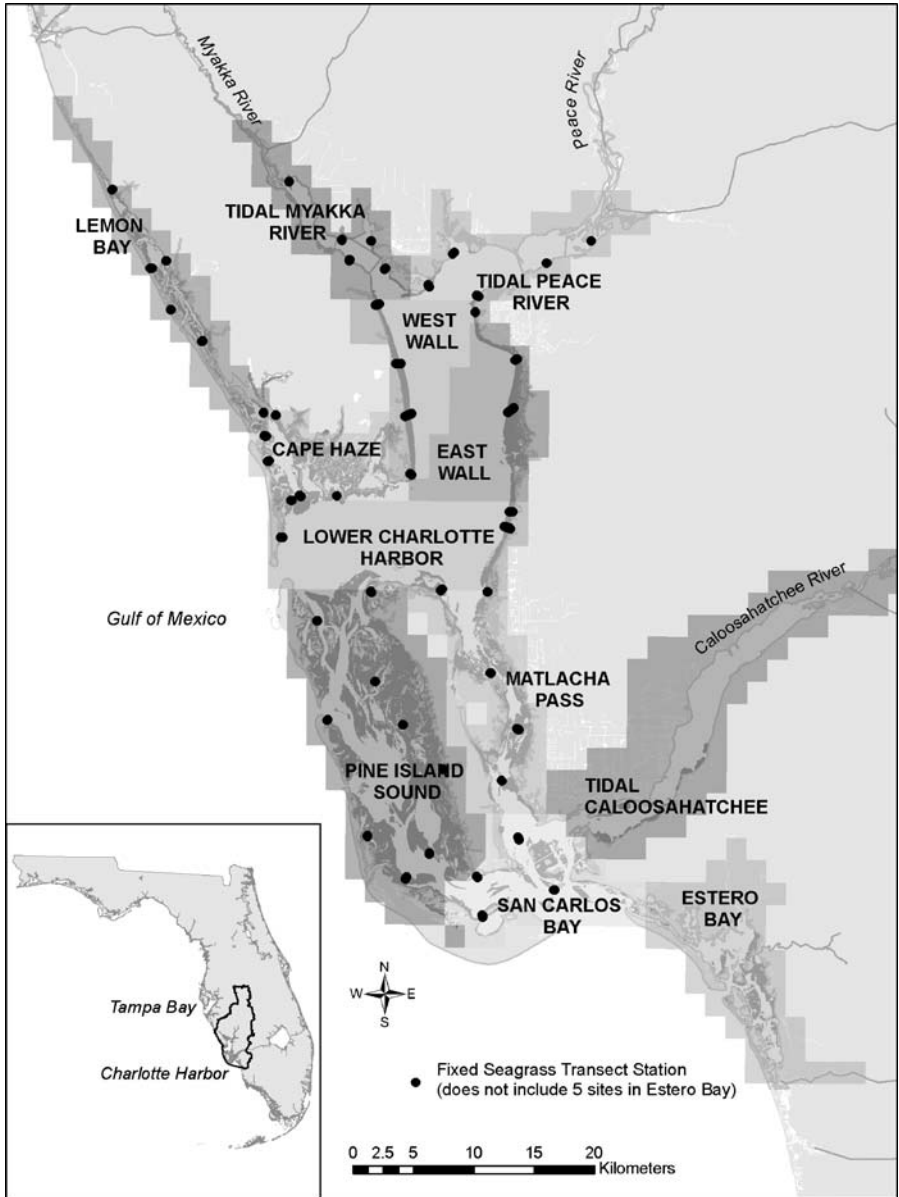 Myakka River
Peace River
LEMON
BAY
TIDAL MYAKKA
RIVER
TIDAL PEACE
RIVER
WEST
WALL
CAPE HAZE
EAST
WALL
LOWER CHARLOTTE
HARBOR
Gulf of Mexico
Caloosahatchee River
MATLACHA
PASS
PINE ISLAND
SOUND
TIDAL
CALOOSAHATCHEE
SAN CARLOS
BAY
ESTERO
BAY
N
W E
S
Tampa Bay
Charlotte Harbor
Fixed Seagrass Transect Station
(does not include 5 sites in Estero Bay)
0 2.5 5 10 15 20
Kilometers